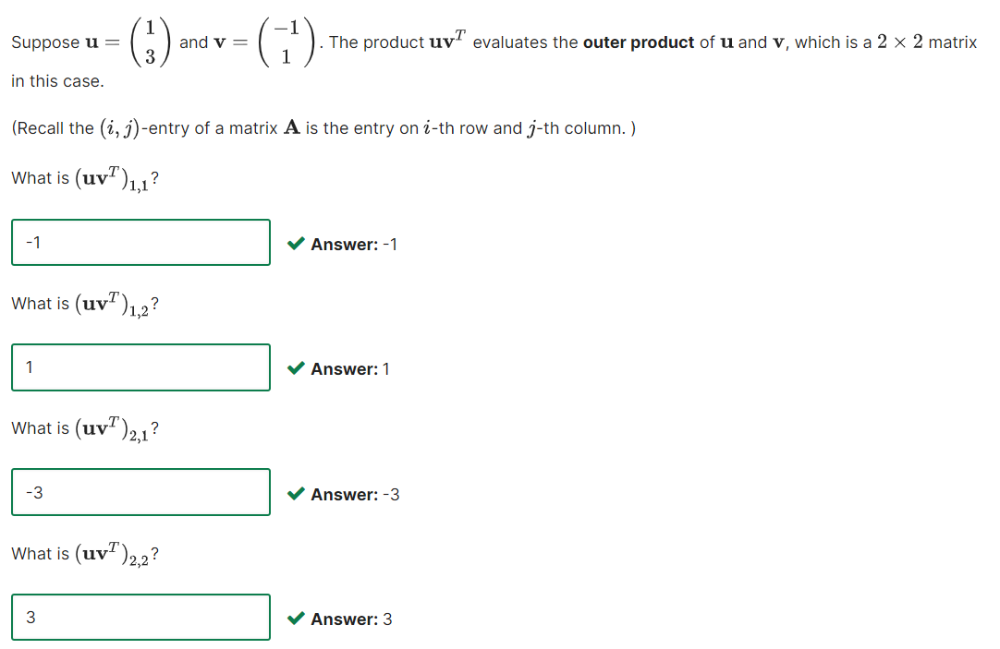 Suppose $\mathbf{u} = \begin{pmatrix} 1 \\ 3 \end{pmatrix}$ and $\mathbf{v} = \begin{pmatrix} -1 \\ 1 \end{pmatrix}$. The product $\mathbf{u}\mathbf{v}^T$ evaluates the **outer product** of $\mathbf{u}$ and $\mathbf{v}$, which is a $2 \times 2$ matrix
in this case.
(Recall the $(i, j)$-entry of a matrix $\mathbf{A}$ is the entry on $i$-th row and $j$-th column. )
What is $(\mathbf{u}\mathbf{v}^T)_{1,1}$?
-1
✔ **Answer:** -1
What is $(\mathbf{u}\mathbf{v}^T)_{1,2}$?
1
✔ **Answer:** 1
What is $(\mathbf{u}\mathbf{v}^T)_{2,1}$?
-3
✔ **Answer:** -3
What is $(\mathbf{u}\mathbf{v}^T)_{2,2}$?
3
✔ **Answer:** 3